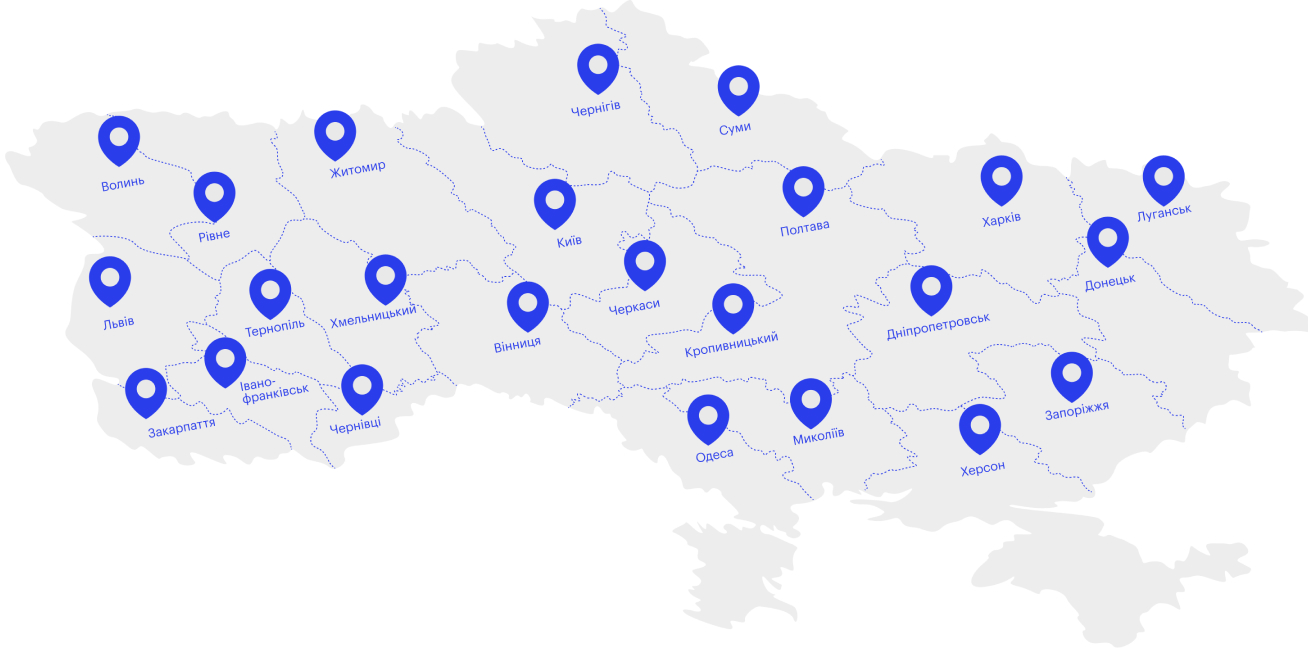 Чернігів
Суми
Волинь
Житомир
Рівне
Київ
Полтава
Харків
Луганськ
Львів
Тернопіль
Хмельницький
Вінниця
Черкаси
Кропивницький
Дніпропетровськ
Донецьк
Закарпаття
Івано-
франківськ
Чернівці
Одеса
Миколіїв
Херсон
Запоріжжя